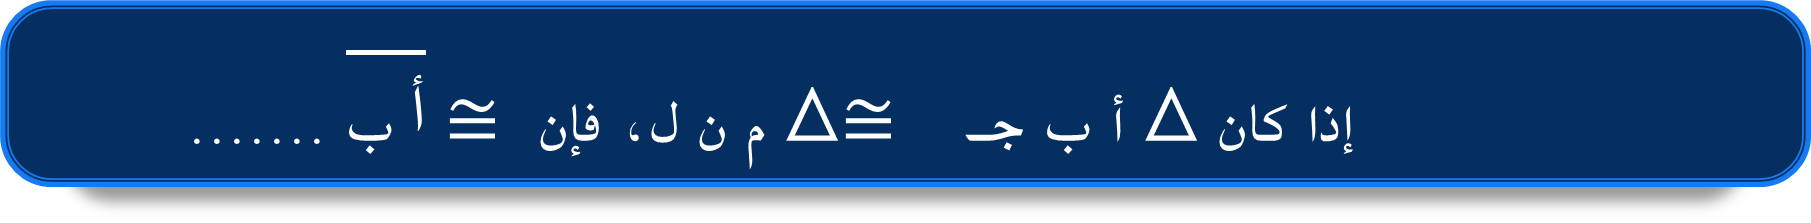 إذا كان △ أ ب جـ ≅ △ م ن ل، فإن ≅ أ ب .......